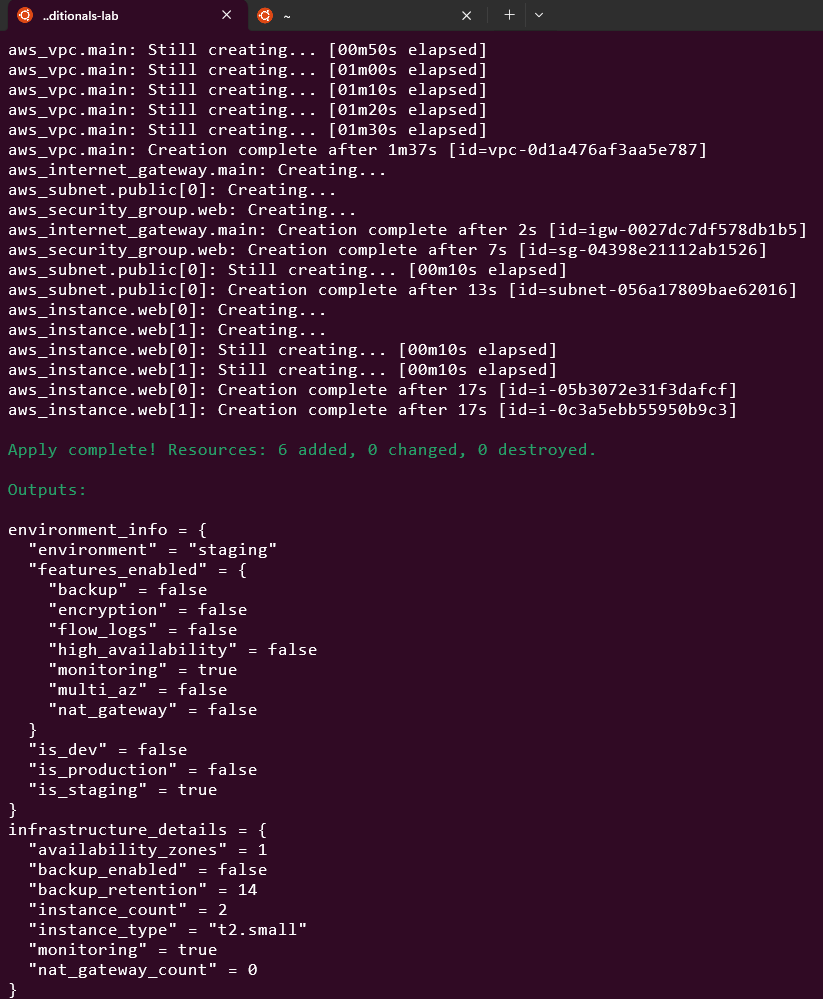 ..ditionals-lab
~
aws_vpc.main: Still creating... [00m50s elapsed]
aws_vpc.main: Still creating... [01m00s elapsed]
aws_vpc.main: Still creating... [01m10s elapsed]
aws_vpc.main: Still creating... [01m20s elapsed]
aws_vpc.main: Still creating... [01m30s elapsed]
aws_vpc.main: Creation complete after 1m37s [id=vpc-0d1a476af3aa5e787]
aws_internet_gateway.main: Creating...
aws_subnet.public[0]: Creating...
aws_security_group.web: Creating...
aws_internet_gateway.main: Creation complete after 2s [id=igw-0027dc7df578db1b5]
aws_security_group.web: Creation complete after 7s [id=sg-04398e21112ab1526]
aws_subnet.public[0]: Still creating... [00m10s elapsed]
aws_subnet.public[0]: Creation complete after 13s [id=subnet-056a17809bae62016]
aws_instance.web[0]: Creating...
aws_instance.web[1]: Creating...
aws_instance.web[0]: Still creating... [00m10s elapsed]
aws_instance.web[1]: Still creating... [00m10s elapsed]
aws_instance.web[0]: Creation complete after 17s [id=i-05b3072e31f3dafcf]
aws_instance.web[1]: Creation complete after 17s [id=i-0c3a5ebb55950b9c3]
Apply complete! Resources: 6 added, 0 changed, 0 destroyed.
Outputs:
environment_info = {
  "environment" = "staging"
  "features_enabled" = {
    "backup" = false
    "encryption" = false
    "flow_logs" = false
    "high_availability" = false
    "monitoring" = true
    "multi_az" = false
    "nat_gateway" = false
  }
  "is_dev" = false
  "is_production" = false
  "is_staging" = true
}
infrastructure_details = {
  "availability_zones" = 1
  "backup_enabled" = false
  "backup_retention" = 14
  "instance_count" = 2
  "instance_type" = "t2.small"
  "monitoring" = true
  "nat_gateway_count" = 0
}